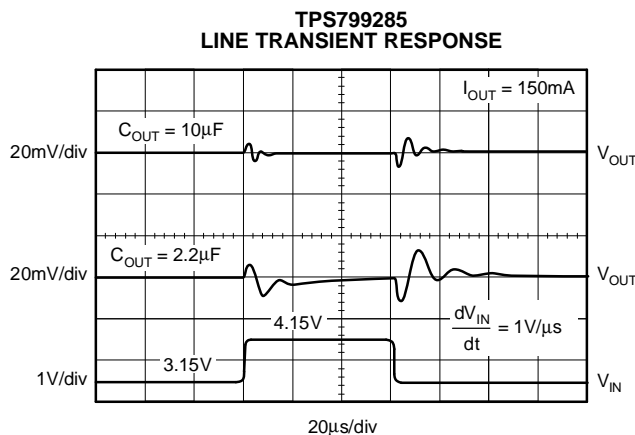 TPS799285
LINE TRANSIENT RESPONSE
I_OUT = 150mA
C_OUT = 10μF
20mV/div
V_OUT
C_OUT = 2.2μF
20mV/div
V_OUT
4.15V
dV_IN
dt
= 1V/μs
3.15V
1V/div
V_IN
20μs/div